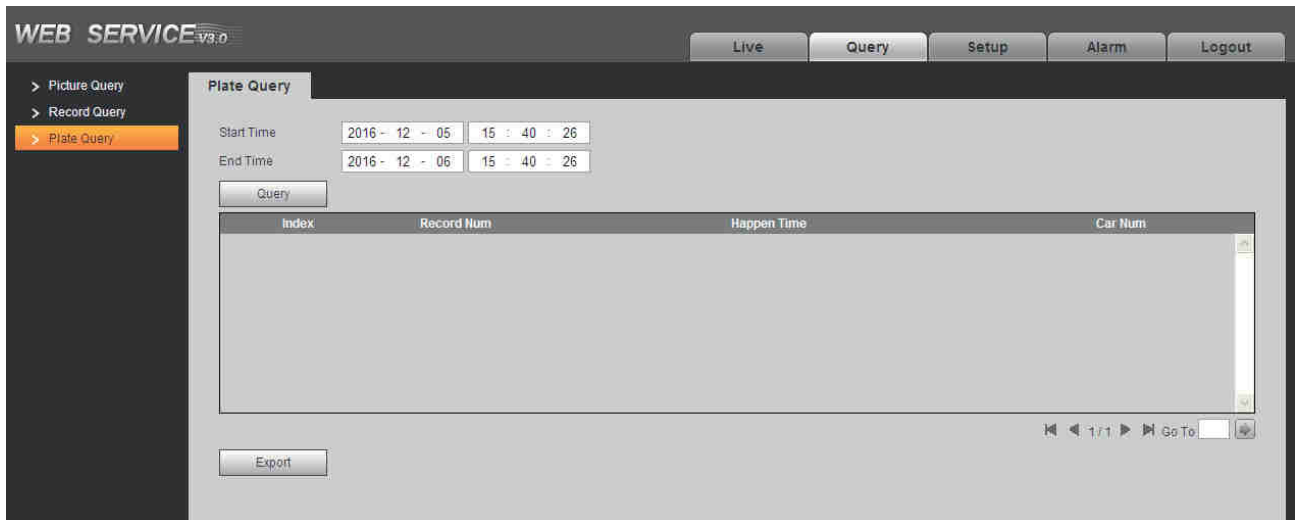 WEB SERVICE V3.0
Live Query Setup Alarm Logout
> Picture Query
> Record Query
> Plate Query
Plate Query
Start Time 2016 - 12 - 05 15 : 40 : 26
End Time 2016 - 12 - 06 15 : 40 : 26
Query
Index Record Num Happen Time Car Num
1 / 1 Go To
Export